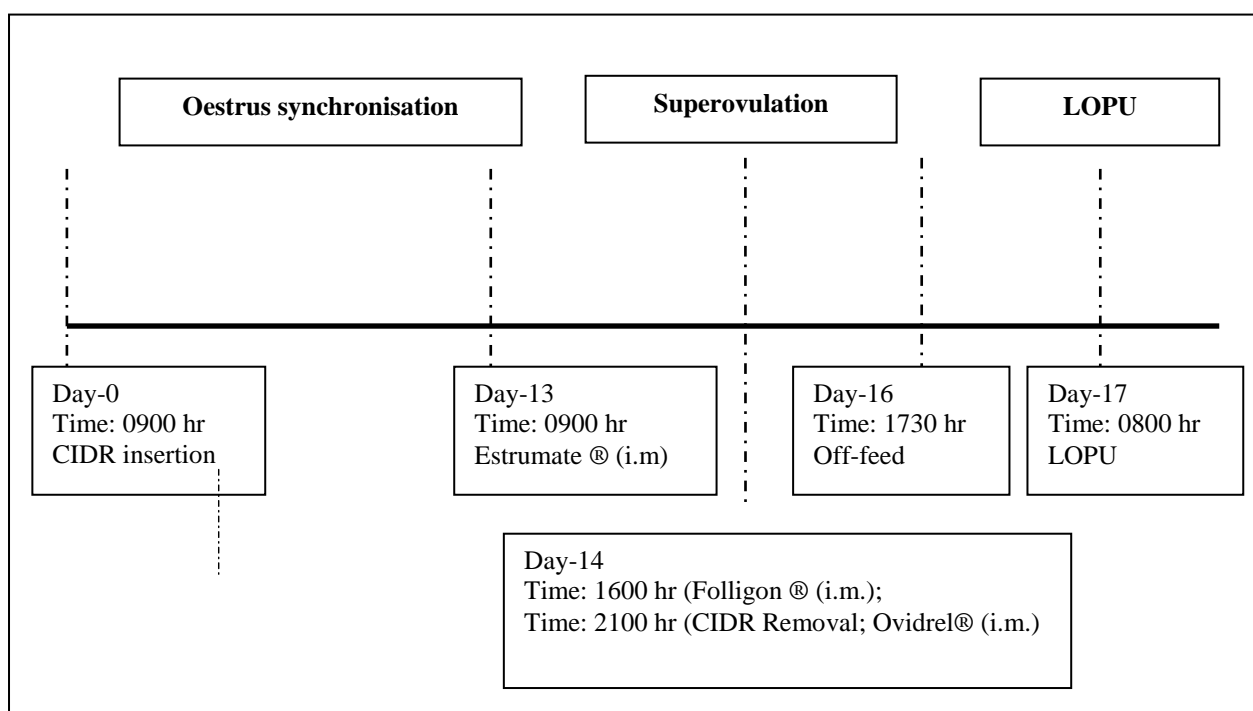 Oestrus synchronisation
Superovulation
LOPU
Day-0
Time: 0900 hr
CIDR insertion
Day-13
Time: 0900 hr
Estrumate ® (i.m)
Day-16
Time: 1730 hr
Off-feed
Day-17
Time: 0800 hr
LOPU
Day-14
Time: 1600 hr (Folligon ® (i.m.);
Time: 2100 hr (CIDR Removal; Ovidrel® (i.m.)